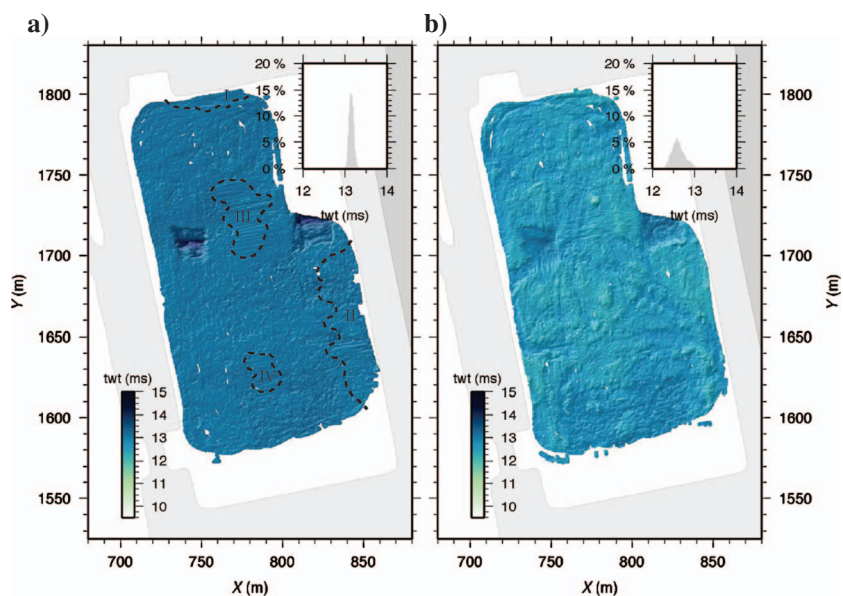 a)
b)
20 %
15 %
10 %
5 %
0 %
12 13 14
twt (ms)
20 %
15 %
10 %
5 %
0 %
12 13 14
twt (ms)
1800
1750
1700
1650
1600
1550
Y (m)
I
III
II
IV
twt (ms)
15
14
13
12
11
10
twt (ms)
15
14
13
12
11
10
1800
1750
1700
1650
1600
1550
Y (m)
700 750 800 850
X (m)
700 750 800 850
X (m)